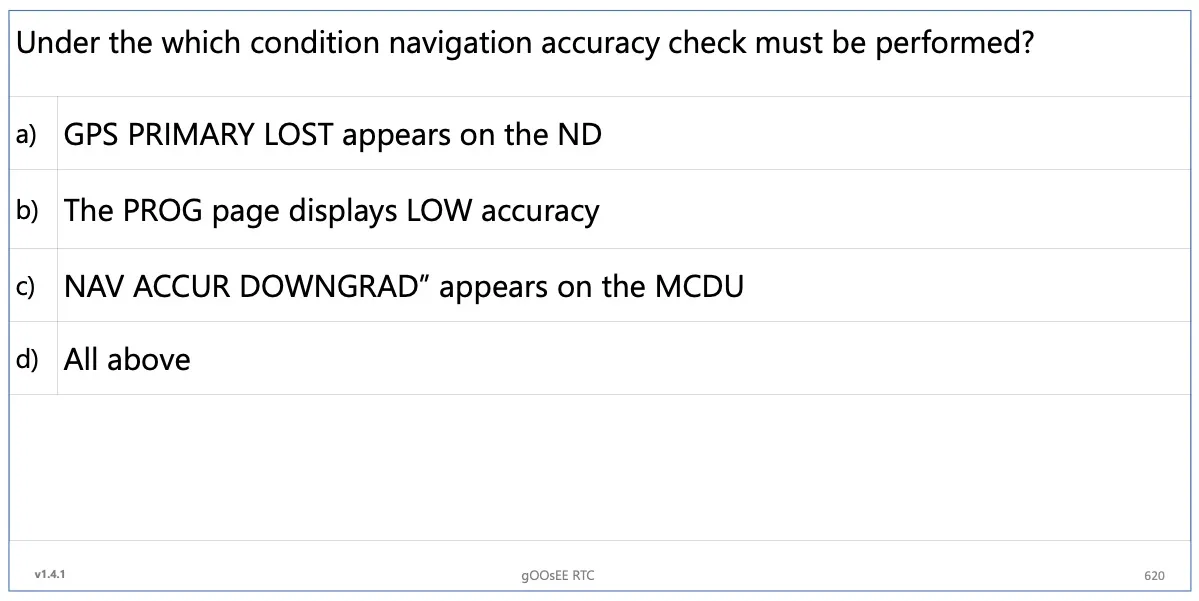 Under the which condition navigation accuracy check must be performed?
a) GPS PRIMARY LOST appears on the ND
b) The PROG page displays LOW accuracy
c) NAV ACCUR DOWNGRAD” appears on the MCDU
d) All above
v1.4.1 gOOsEE RTC 620